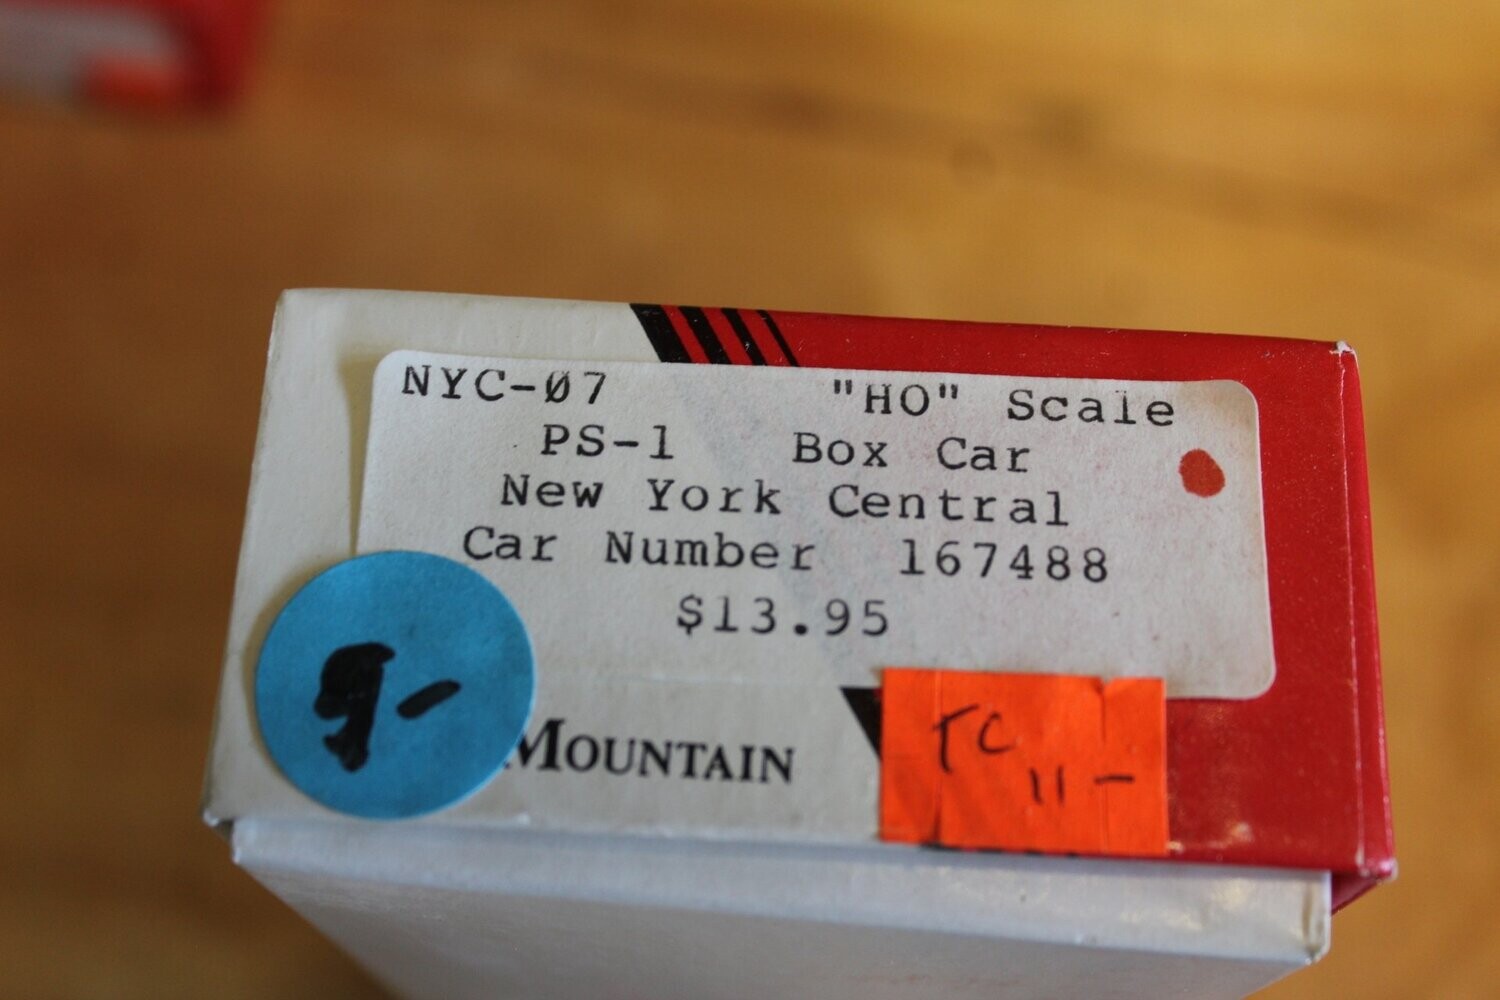 NYC-07 "HO" Scale
PS-1 Box Car
New York Central
Car Number 167488
$13.95
9-
MOUNTAIN
TC
11-